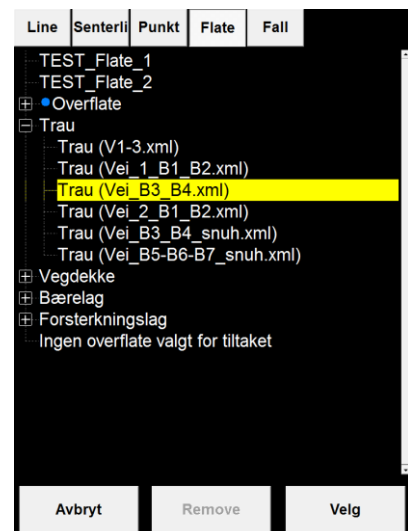 Line Senterli Punkt Flate Fall
TEST_Flate_1
TEST_Flate_2
Overflate
Trau
Trau (V1-3.xml)
Trau (Vei_1_B1_B2.xml)
Trau (Vei_B3_B4.xml)
Trau (Vei_2_B1_B2.xml)
Trau (Vei_B3_B4_snuh.xml)
Trau (Vei_B5-B6-B7_snuh.xml)
Vegdekke
Bærelag
Forsterkningslag
Ingen overflate valgt for tiltaket
Avbryt Remove Velg